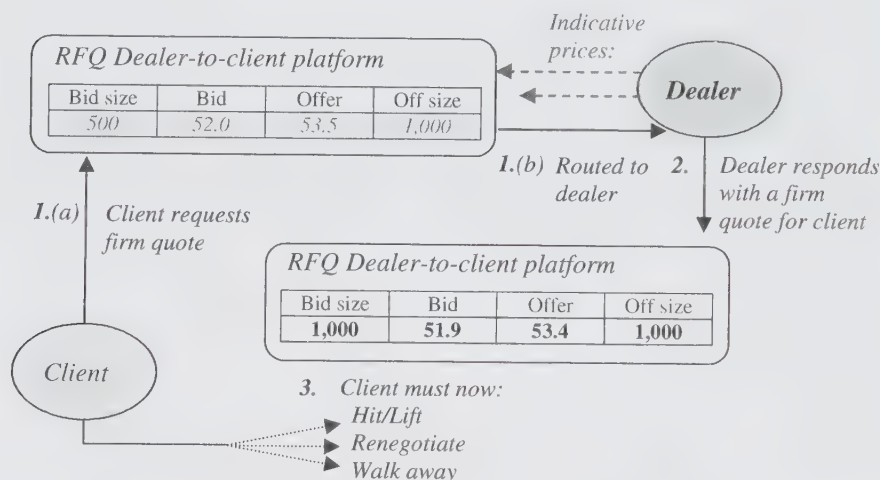 Indicative
prices:
RFQ Dealer-to-client platform
Dealer
Bid size Bid Offer Off size
500 52.0 53.5 1,000
1.(b) Routed to
dealer
2. Dealer responds
with a firm
quote for client
1.(a) Client requests
firm quote
RFQ Dealer-to-client platform
Bid size Bid Offer Off size
1,000 51.9 53.4 1,000
Client
3. Client must now:
Hit/Lift
Renegotiate
Walk away